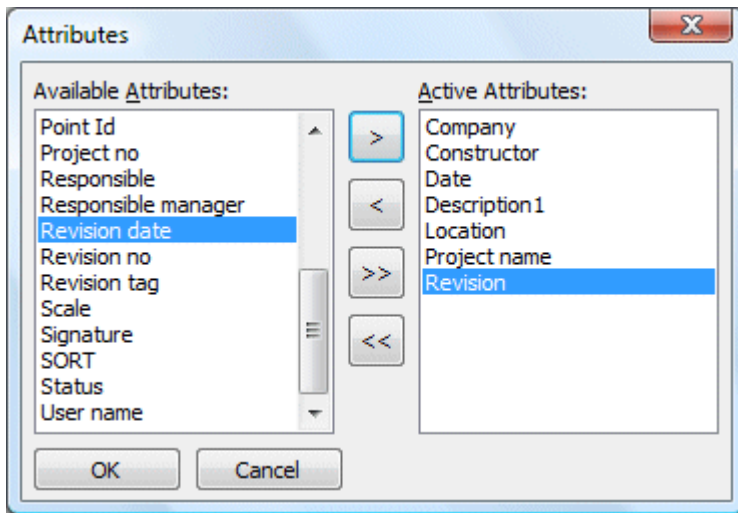 Attributes
Available Attributes:
Point Id
Project no
Responsible
Responsible manager
Revision date
Revision no
Revision tag
Scale
Signature
SORT
Status
User name
>
<
>>
<<
Active Attributes:
Company
Constructor
Date
Description1
Location
Project name
Revision
OK
Cancel